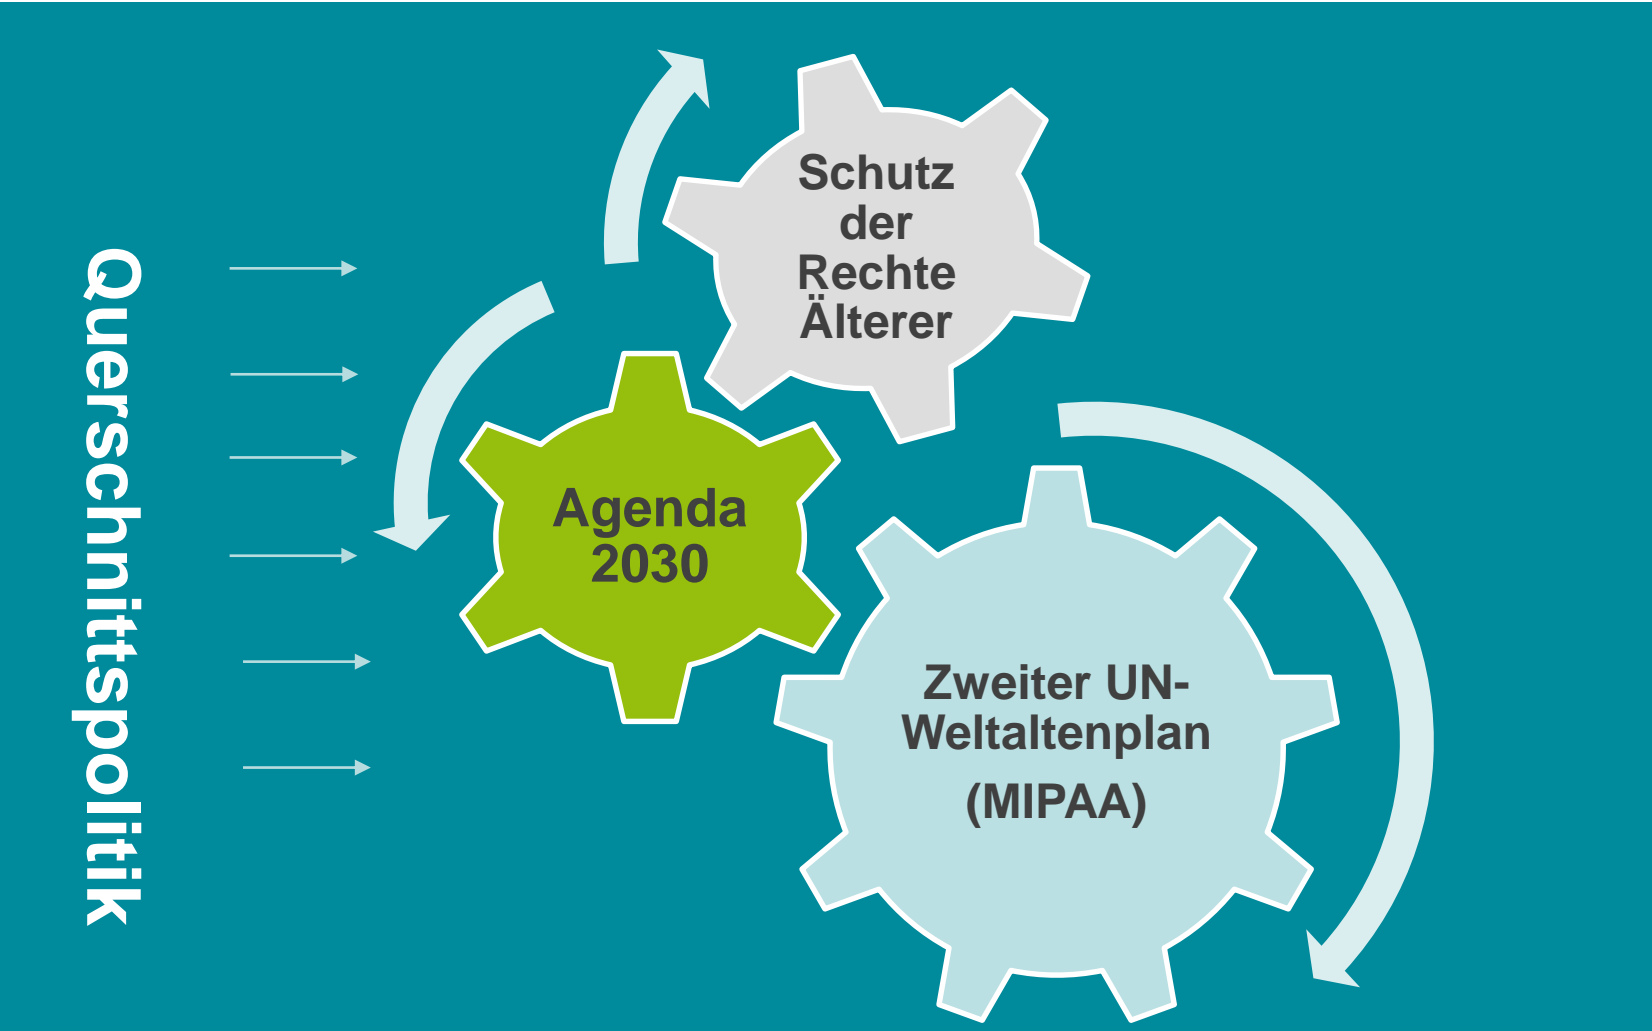 Querschnittspolitik
Schutz
der
Rechte
Älterer
Agenda
2030
Zweiter UN-
Weltaltenplan
(MIPAA)